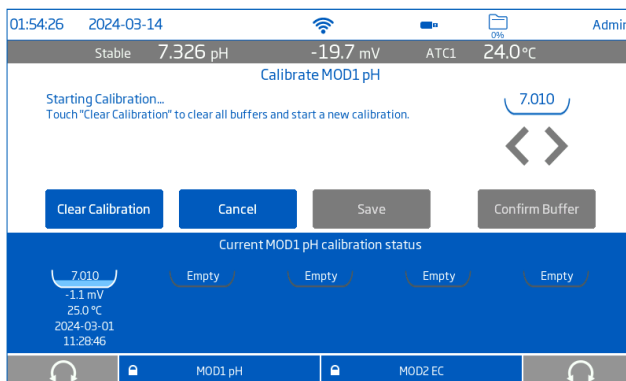 01:54:26 2024-03-14 0% Admin
Stable 7.326 pH -19.7 mV ATC1 24.0 °C
Calibrate MOD1 pH
Starting Calibration...
Touch "Clear Calibration" to clear all buffers and start a new calibration.
7.010
Clear Calibration Cancel Save Confirm Buffer
Current MOD1 pH calibration status
7.010 Empty Empty Empty Empty
-1.1 mV
25.0 °C
2024-03-01
11:28:46
MOD1 pH MOD2 EC